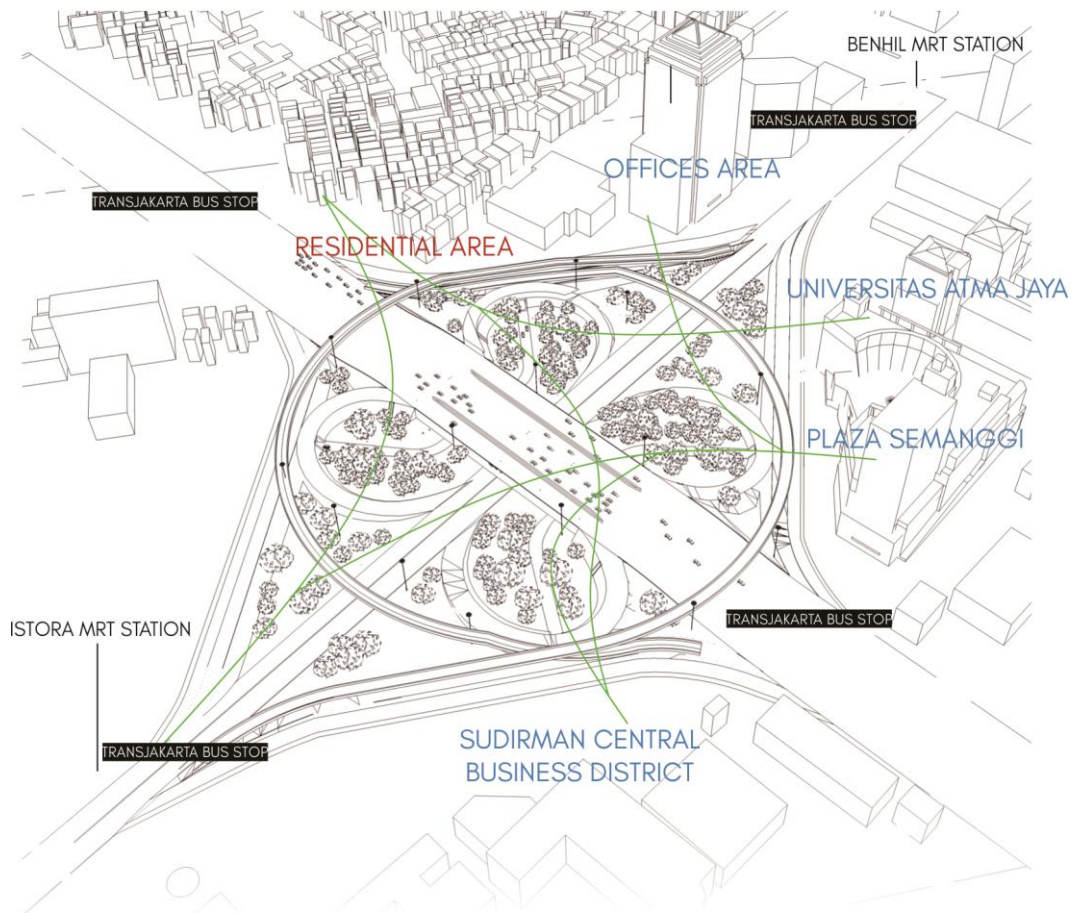 BENHIL MRT STATION
TRANSJAKARTA BUS STOP
OFFICES AREA
TRANSJAKARTA BUS STOP
RESIDENTIAL AREA
UNIVERSITAS ATMA JAYA
PLAZA SEMANGGI
TRANSJAKARTA BUS STOP
ISTORA MRT STATION
TRANSJAKARTA BUS STOP
SUDIRMAN CENTRAL
BUSINESS DISTRICT